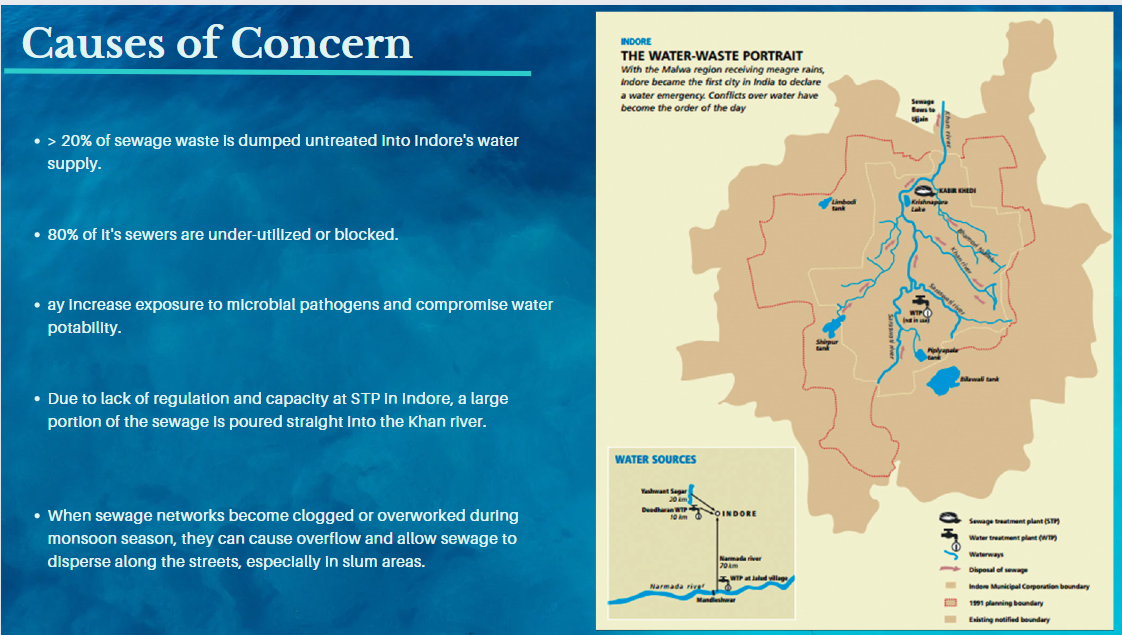 Causes of Concern
• > 20% of sewage waste is dumped untreated into Indore's water
supply.
• 80% of it's sewers are under-utilized or blocked.
• ay increase exposure to microbial pathogens and compromise water
potability.
• Due to lack of regulation and capacity at STP in Indore, a large
portion of the sewage is poured straight into the Khan river.
• When sewage networks become clogged or overworked during
monsoon season, they can cause overflow and allow sewage to
disperse along the streets, especially in slum areas.
INDORE
THE WATER-WASTE PORTRAIT
With the Malwa region receiving meagre rains,
Indore became the first city in India to declare
a water emergency. Conflicts over water have
become the order of the day
Sewage
flows to
Ujjain
Khan river
KABIR KHEDI
Krishnapura
Lake
Limbodi
tank
Khan river
Saraswati river
WTP
(not in use)
Shirpur
tank
Piplyapala
tank
Bilawali tank
WATER SOURCES
Yashwant Sagar
20 km
Deodharan WTP
10 km
INDORE
Narmada river
70 km
WTP at Jalud village
Narmada river
Mandleshwar
Sewage treatment plant (STP)
Water treatment plant (WTP)
Waterways
Disposal of sewage
Indore Municipal Corporation boundary
1991 planning boundary
Existing notified boundary